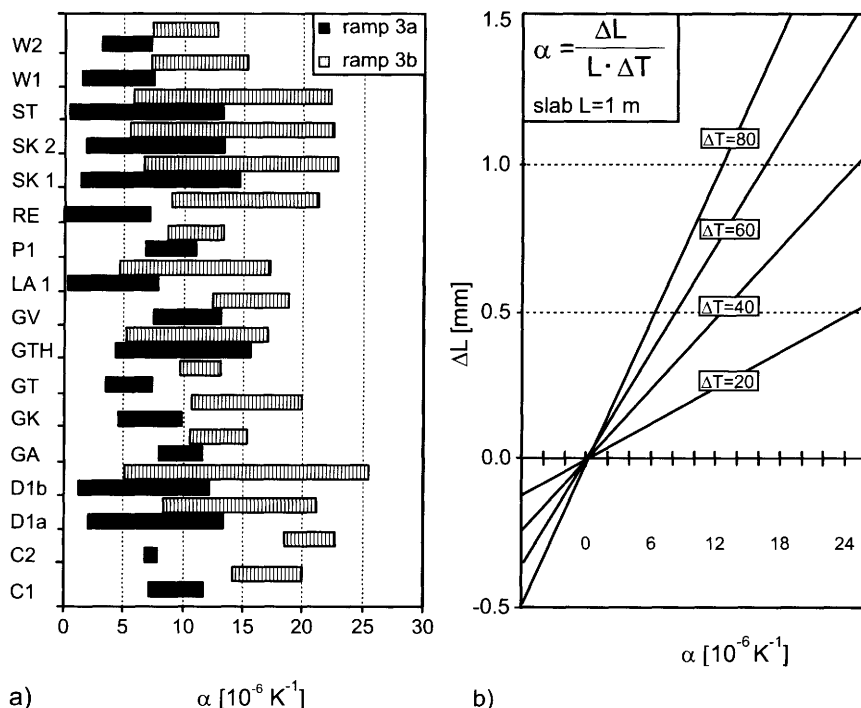 ramp 3a
ramp 3b
W2
W1
ST
SK 2
SK 1
RE
P1
LA 1
GV
GTH
GT
GK
GA
D1b
D1a
C2
C1
0 5 10 15 20 25 30
a) α [10⁻⁶ K⁻¹]
α = ΔL / L · ΔT
slab L=1 m
1.5
1.0
0.5
0.0
-0.5
ΔL [mm]
ΔT=80
ΔT=60
ΔT=40
ΔT=20
0 6 12 18 24
b) α [10⁻⁶ K⁻¹]